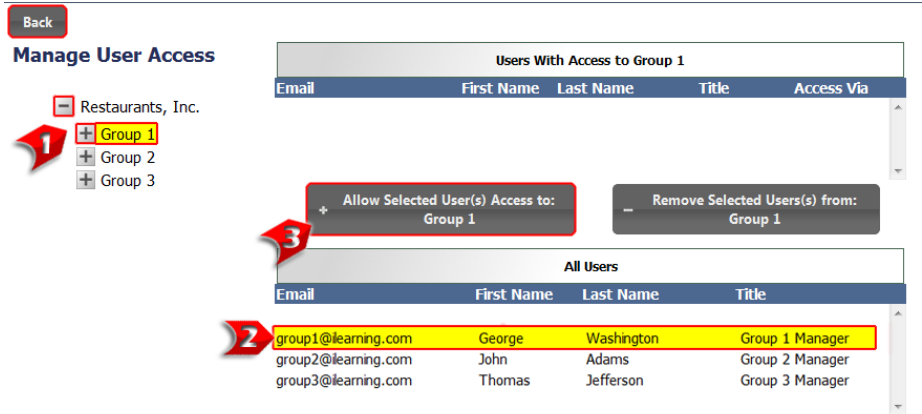 Back
Manage User Access
Restaurants, Inc.
1
Group 1
Group 2
Group 3
Users With Access to Group 1
Email First Name Last Name Title Access Via
Allow Selected User(s) Access to:
Group 1
Remove Selected Users(s) from:
Group 1
3
All Users
Email First Name Last Name Title
2
group1@ilearning.com George Washington Group 1 Manager
group2@ilearning.com John Adams Group 2 Manager
group3@ilearning.com Thomas Jefferson Group 3 Manager